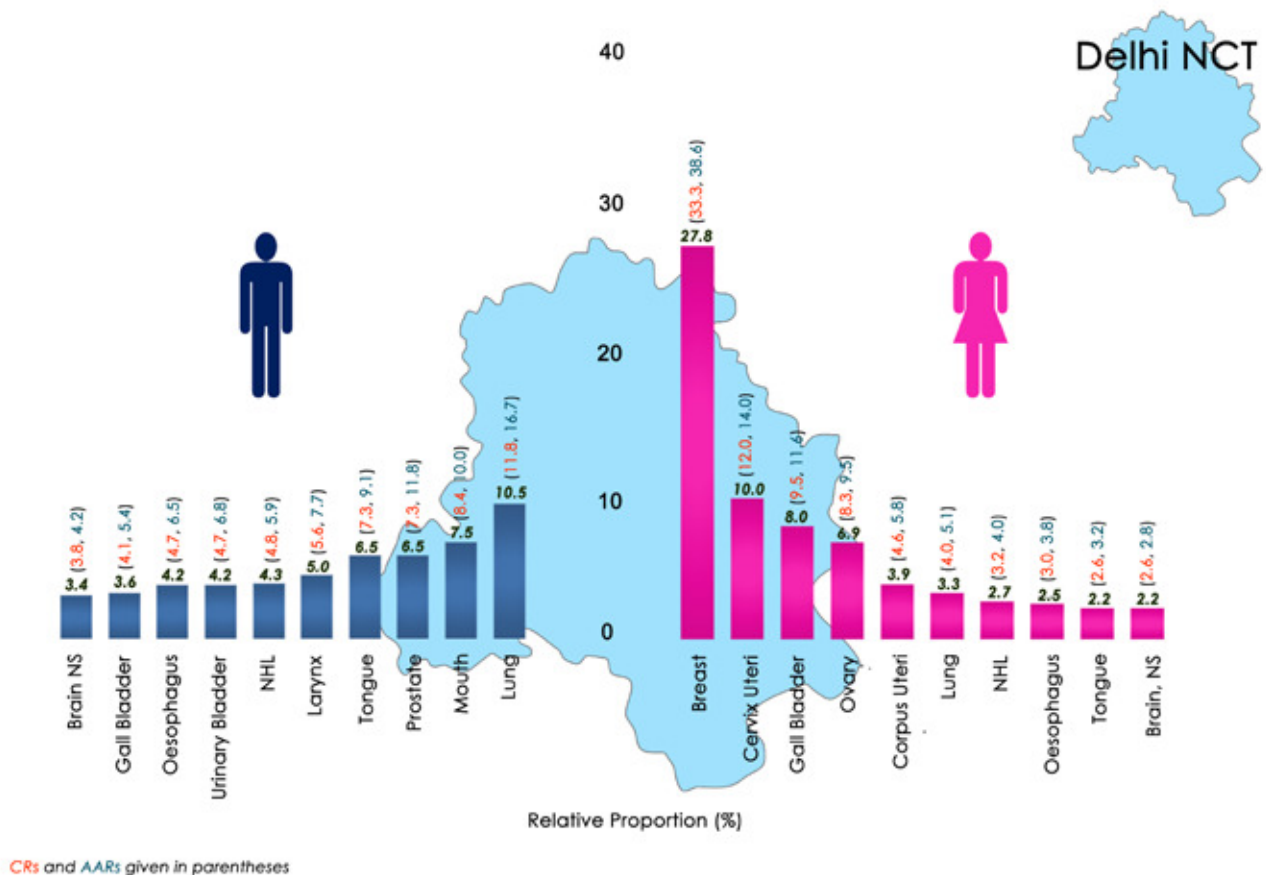 Delhi NCT
40
30
20
10
0
3.4 (3.8, 4.2)
3.6 (4.1, 5.4)
4.2 (4.7, 6.5)
4.2 (4.7, 6.8)
4.3 (4.8, 5.9)
5.0 (5.6, 7.7)
6.5 (7.3, 9.1)
6.5 (7.3, 11.8)
7.5 (8.4, 10.0)
10.5 (11.8, 16.7)
27.8 (33.3, 38.6)
10.0 (12.0, 14.0)
8.0 (9.5, 11.6)
6.9 (8.3, 9.5)
3.9 (4.6, 5.8)
3.3 (4.0, 5.1)
2.7 (3.2, 4.0)
2.5 (3.0, 3.8)
2.2 (2.6, 3.2)
2.2 (2.6, 2.8)
Brain NS
Gall Bladder
Oesophagus
Urinary Bladder
NHL
Larynx
Tongue
Prostate
Mouth
Lung
Breast
Cervix Uteri
Gall Bladder
Ovary
Corpus Uteri
Lung
NHL
Oesophagus
Tongue
Brain, NS
Relative Proportion (%)
CRs and AARs given in parentheses